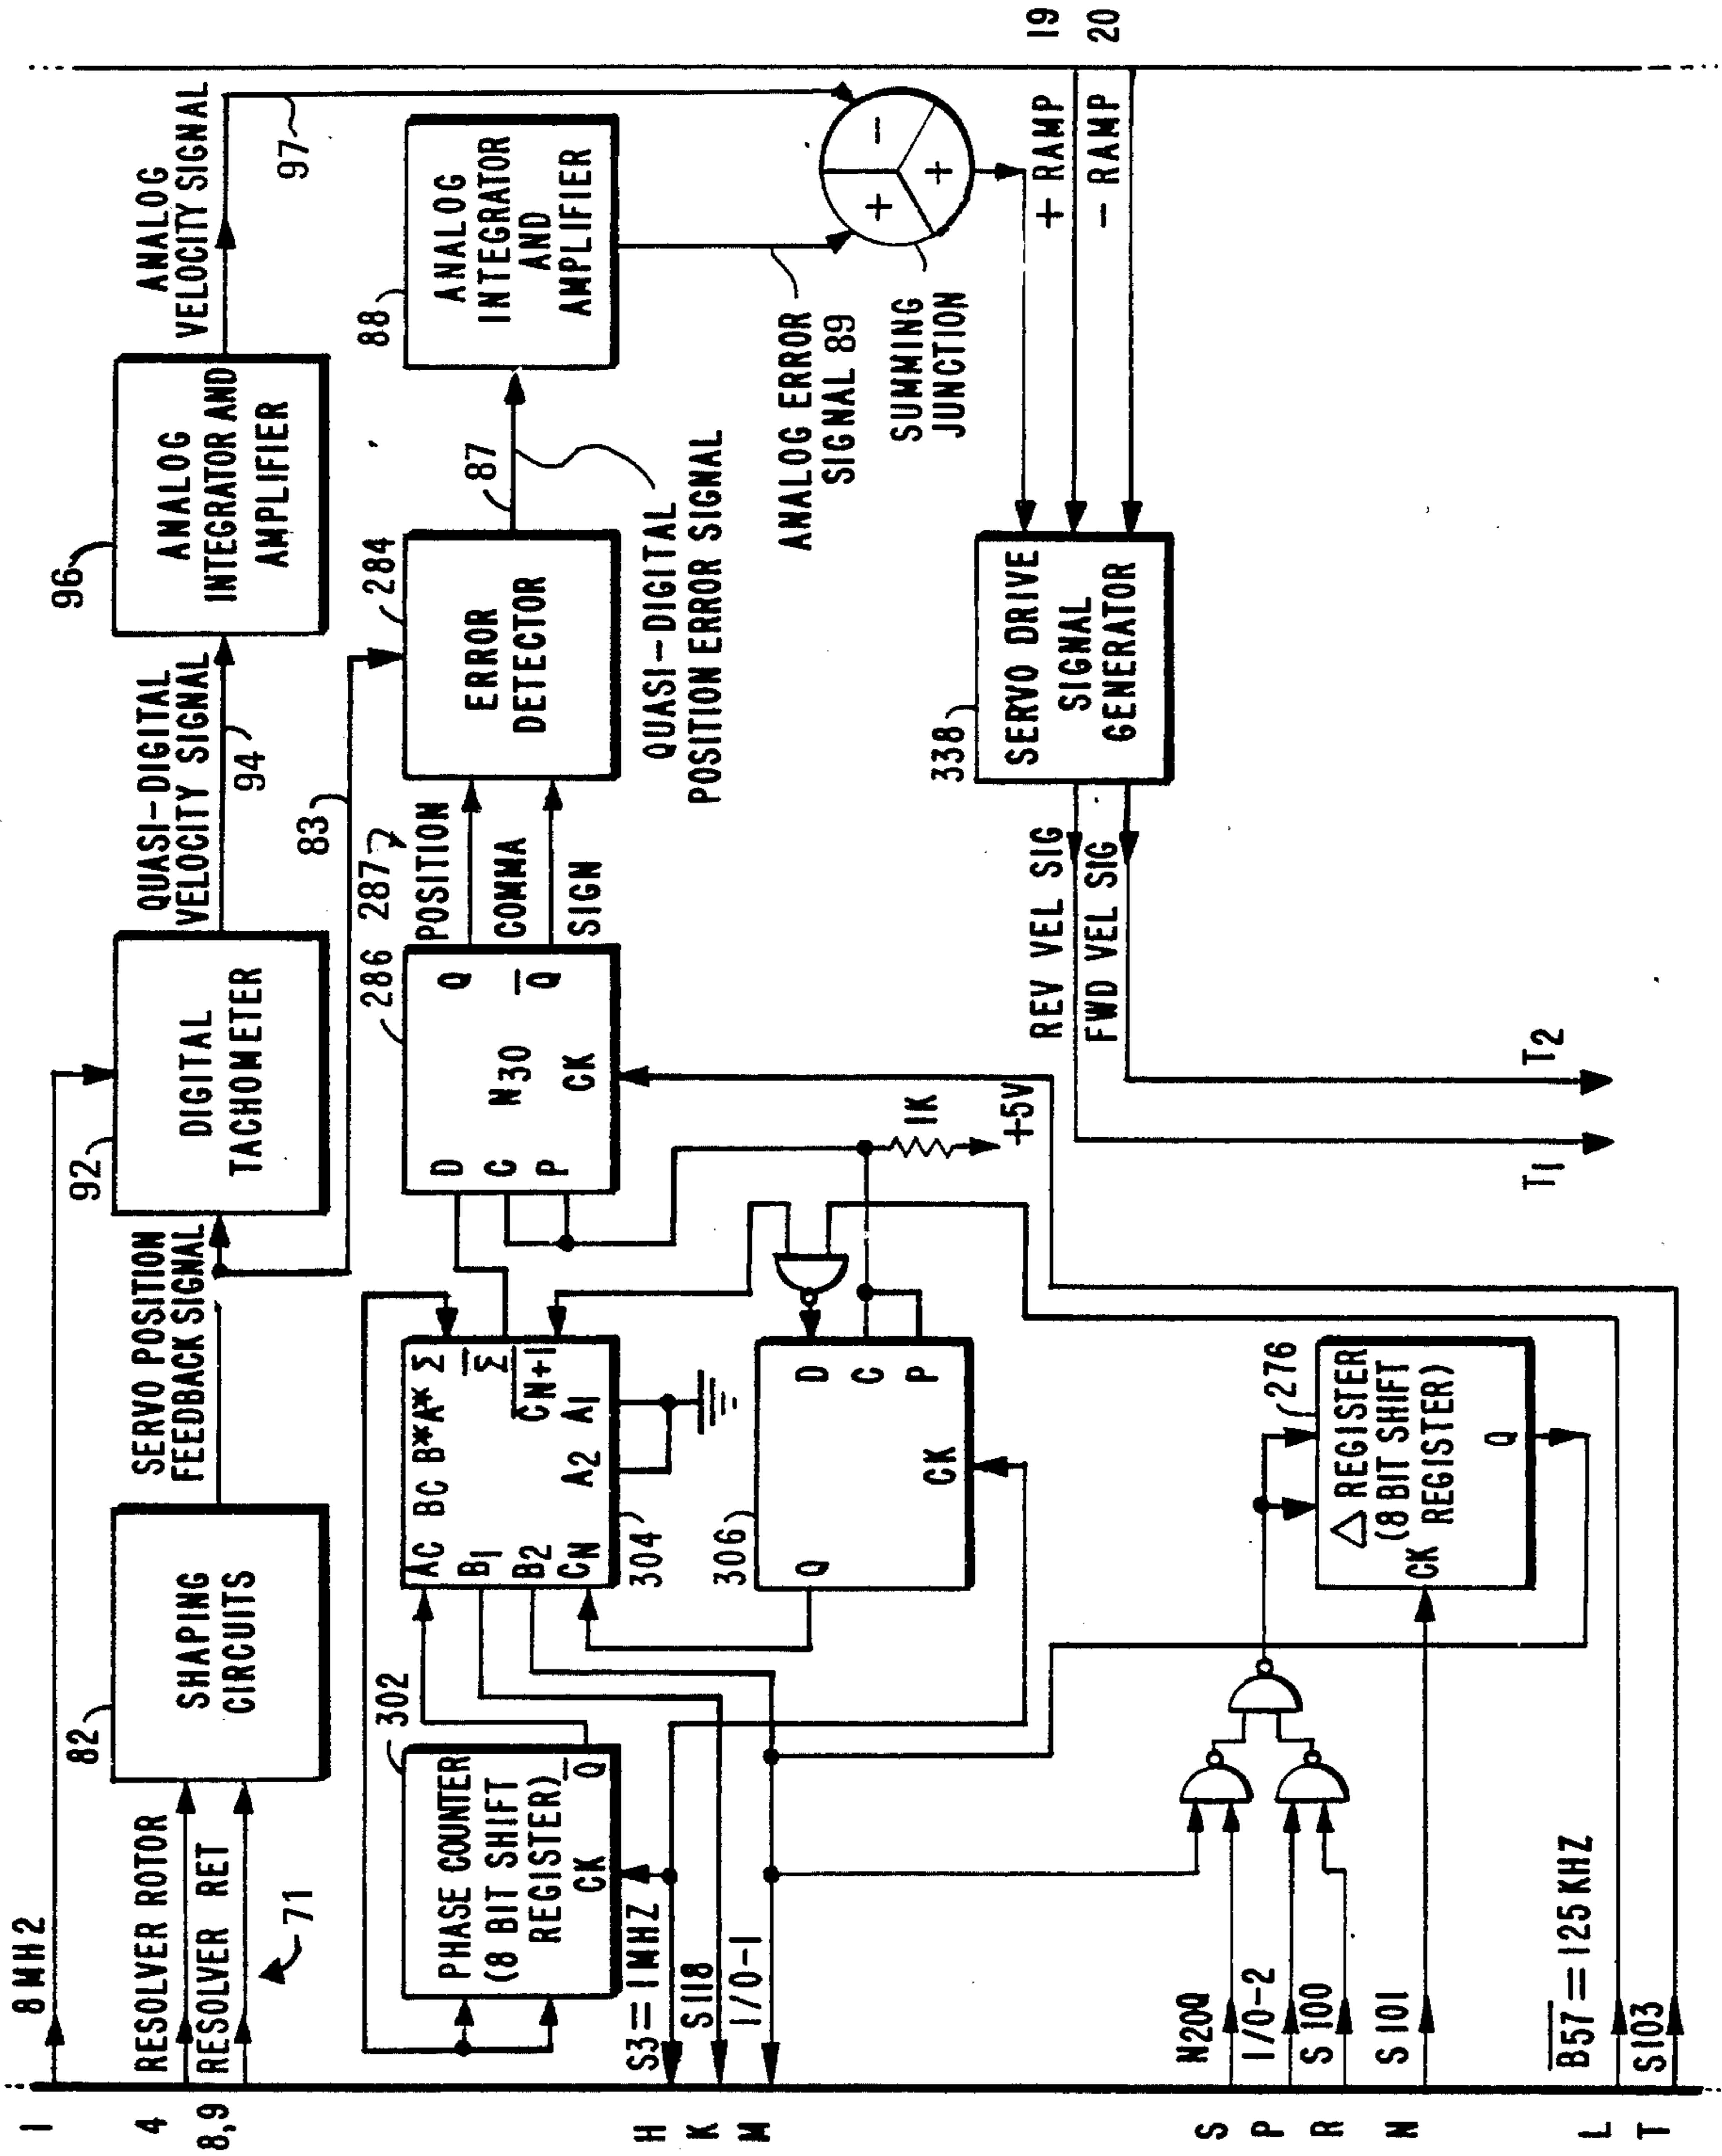 I
8 MH2
4
RESOLVER ROTOR
8,9
RESOLVER RET
71
82
SHAPING
CIRCUITS
SERVO POSITION
FEEDBACK SIGNAL
92
DIGITAL
TACHOMETER
QUASI-DIGITAL
VELOCITY SIGNAL
94
83
96
ANALOG
INTEGRATOR AND
AMPLIFIER
ANALOG
VELOCITY SIGNAL
97
302
PHASE COUNTER
(8 BIT SHIFT
REGISTER)
Q
CK
AC BC B*A* Σ
B1
Σ
B2
CN+1
CN
A2 A1
304
286
D
C
P
N30
CK
Q
Q
287
POSITION
COMMA
SIGN
284
ERROR
DETECTOR
87
QUASI-DIGITAL
POSITION ERROR SIGNAL
88
ANALOG
INTEGRATOR
AND
AMPLIFIER
ANALOG ERROR
SIGNAL 89
SUMMING
JUNCTION
+
-
+
H
S3=1MHZ
K
S118
M
I/O-1
306
Q
D
C
P
CK
1K
+5V
338
SERVO DRIVE
SIGNAL
GENERATOR
REV VEL SIG
FWD VEL SIG
+ RAMP
19
- RAMP
20
T1
T2
S
N20Q
P
I/O-2
R
S100
N
S101
276
△ REGISTER
(8 BIT SHIFT
REGISTER)
CK
Q
L
B57=125KHZ
T
S103